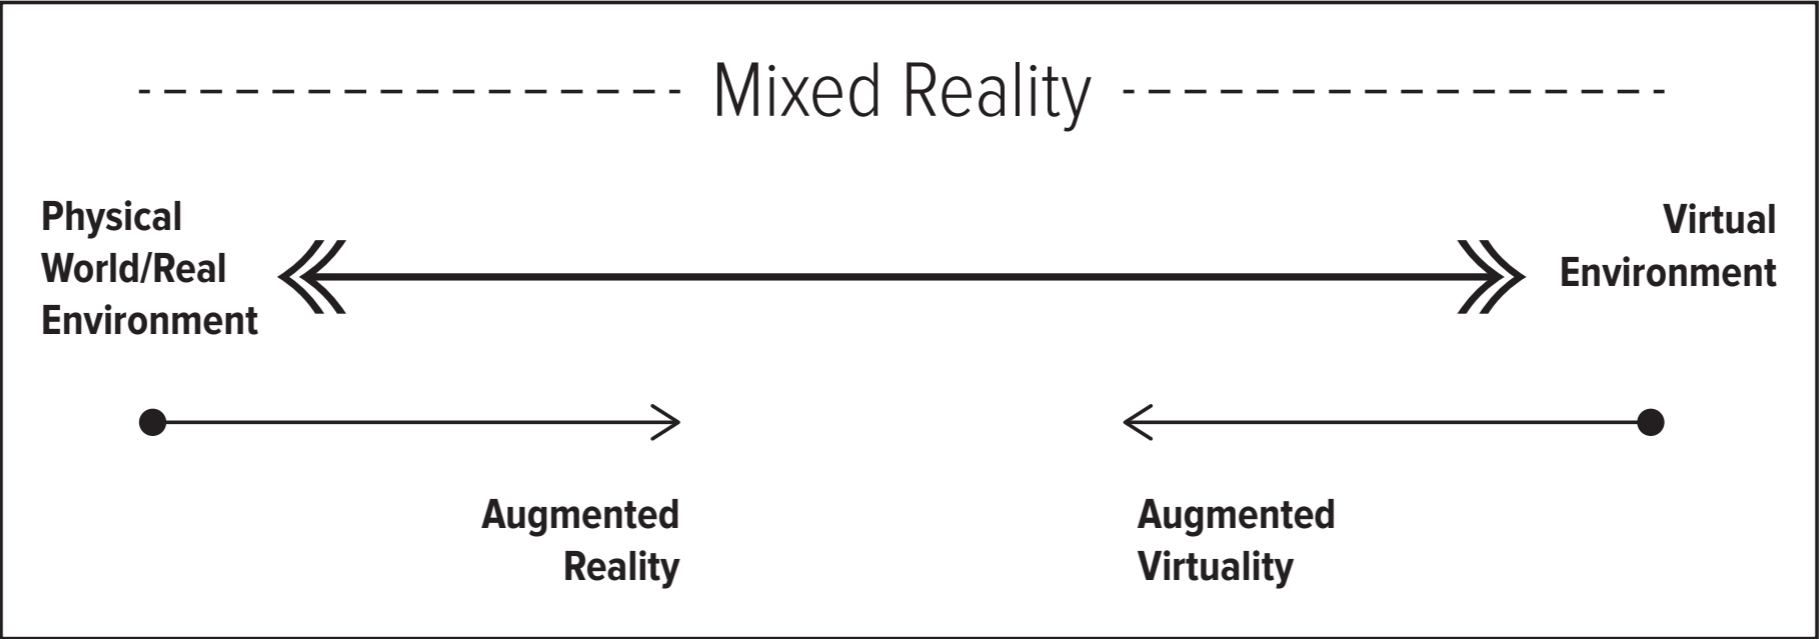 Mixed Reality
Physical
World/Real
Environment
Virtual
Environment
Augmented
Reality
Augmented
Virtuality